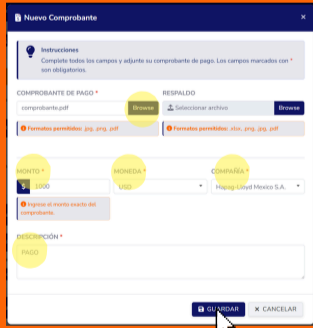 Nuevo Comprobante
Instrucciones
Complete todos los campos y adjunte su comprobante de pago. Los campos marcados con *
son obligatorios.
COMPROBANTE DE PAGO * RESPALDO
comprobante.pdf Browse Seleccionar archivo Browse
Formatos permitidos: .jpg, .png, .pdf Formatos permitidos: .xlsx, .png, .jpg, .pdf
MONTO * MONEDA * COMPAÑÍA *
$ 1000 USD Hapag-Lloyd Mexico S.A.
Ingrese el monto exacto del
comprobante.
DESCRIPCIÓN *
PAGO
GUARDAR × CANCELAR